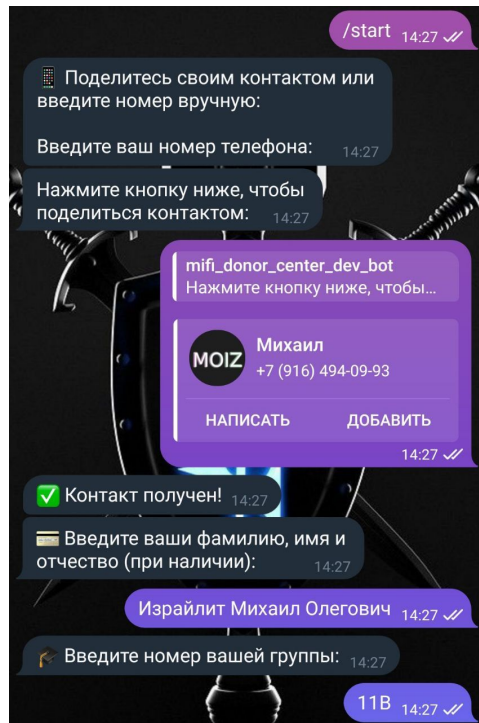 /start 14:27
📱 Поделитесь своим контактом или
введите номер вручную:
Введите ваш номер телефона: 14:27
Нажмите кнопку ниже, чтобы
поделиться контактом: 14:27
mifi_donor_center_dev_bot
Нажмите кнопку ниже, чтобы...
MOIZ
Михаил
+7 (916) 494-09-93
НАПИСАТЬ ДОБАВИТЬ
14:27
✅ Контакт получен! 14:27
💳 Введите ваши фамилию, имя и
отчество (при наличии): 14:27
Израйлит Михаил Олегович 14:27
🎓 Введите номер вашей группы: 14:27
11В 14:27